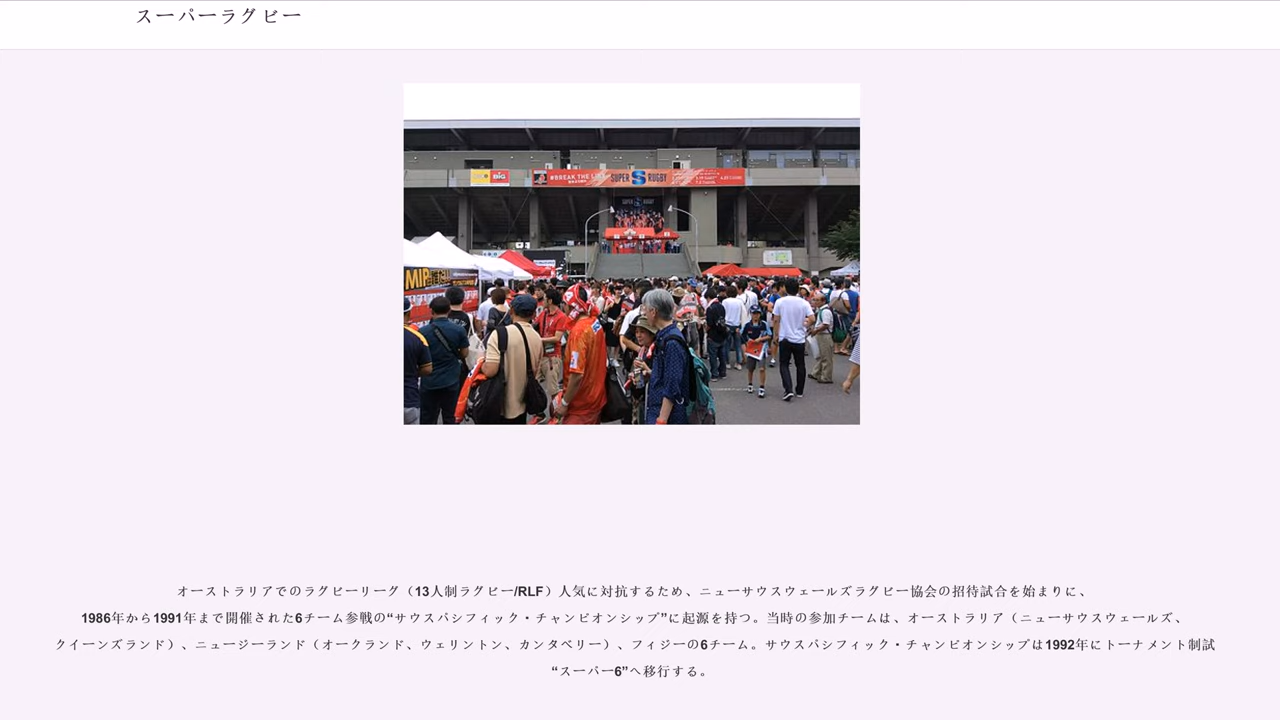 スーパーラグビー
BIG
#BREAK THE LINE
SUPER RUGBY
MIP
オーストラリアでのラグビーリーグ（13人制ラグビー/RLF）人気に対抗するため、ニューサウスウェールズラグビー協会の招待試合を始まりに、
1986年から1991年まで開催された6チーム参戦の“サウスパシフィック・チャンピオンシップ”に起源を持つ。当時の参加チームは、オーストラリア（ニューサウスウェールズ、
クイーンズランド）、ニュージーランド（オークランド、ウェリントン、カンタベリー）、フィジーの6チーム。サウスパシフィック・チャンピオンシップは1992年にトーナメント制試
“スーパー6”へ移行する。